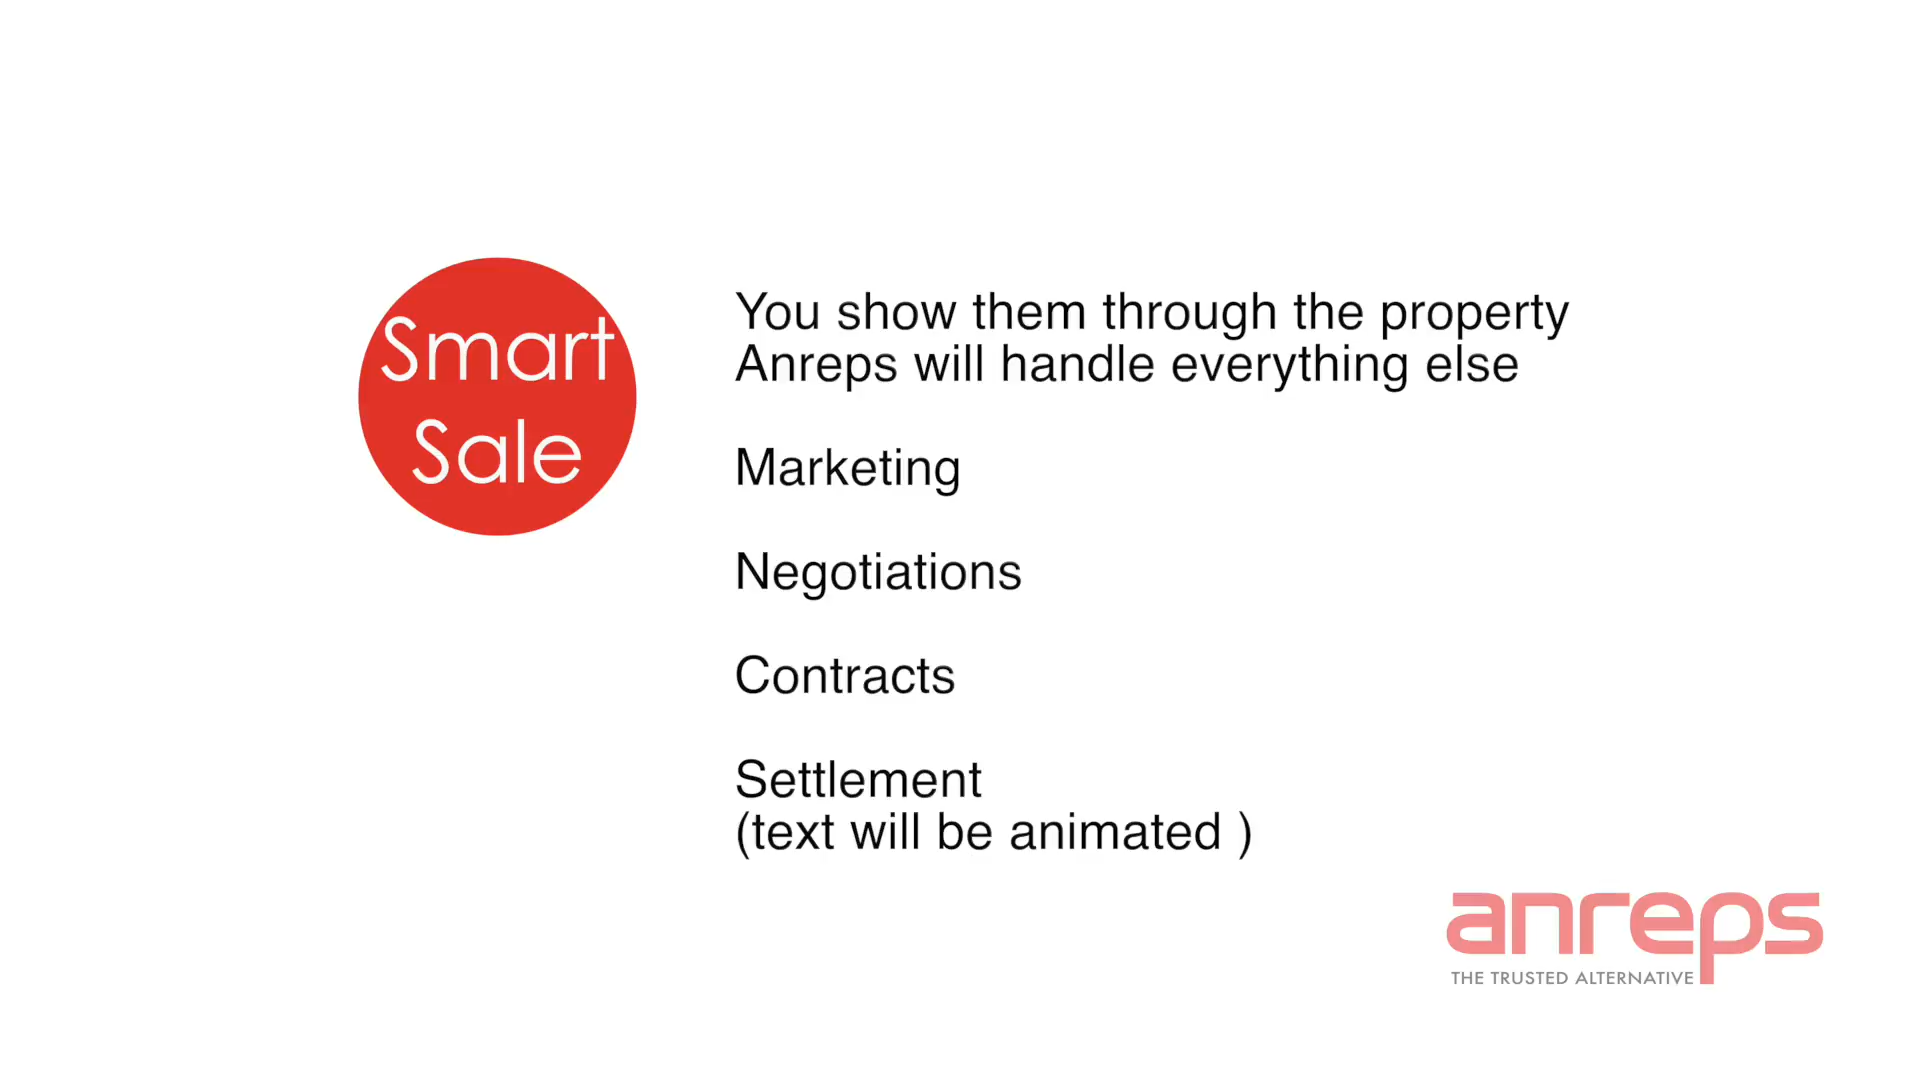 Smart
Sale
You show them through the property
Anreps will handle everything else
Marketing
Negotiations
Contracts
Settlement
(text will be animated )
anreps
THE TRUSTED ALTERNATIVE